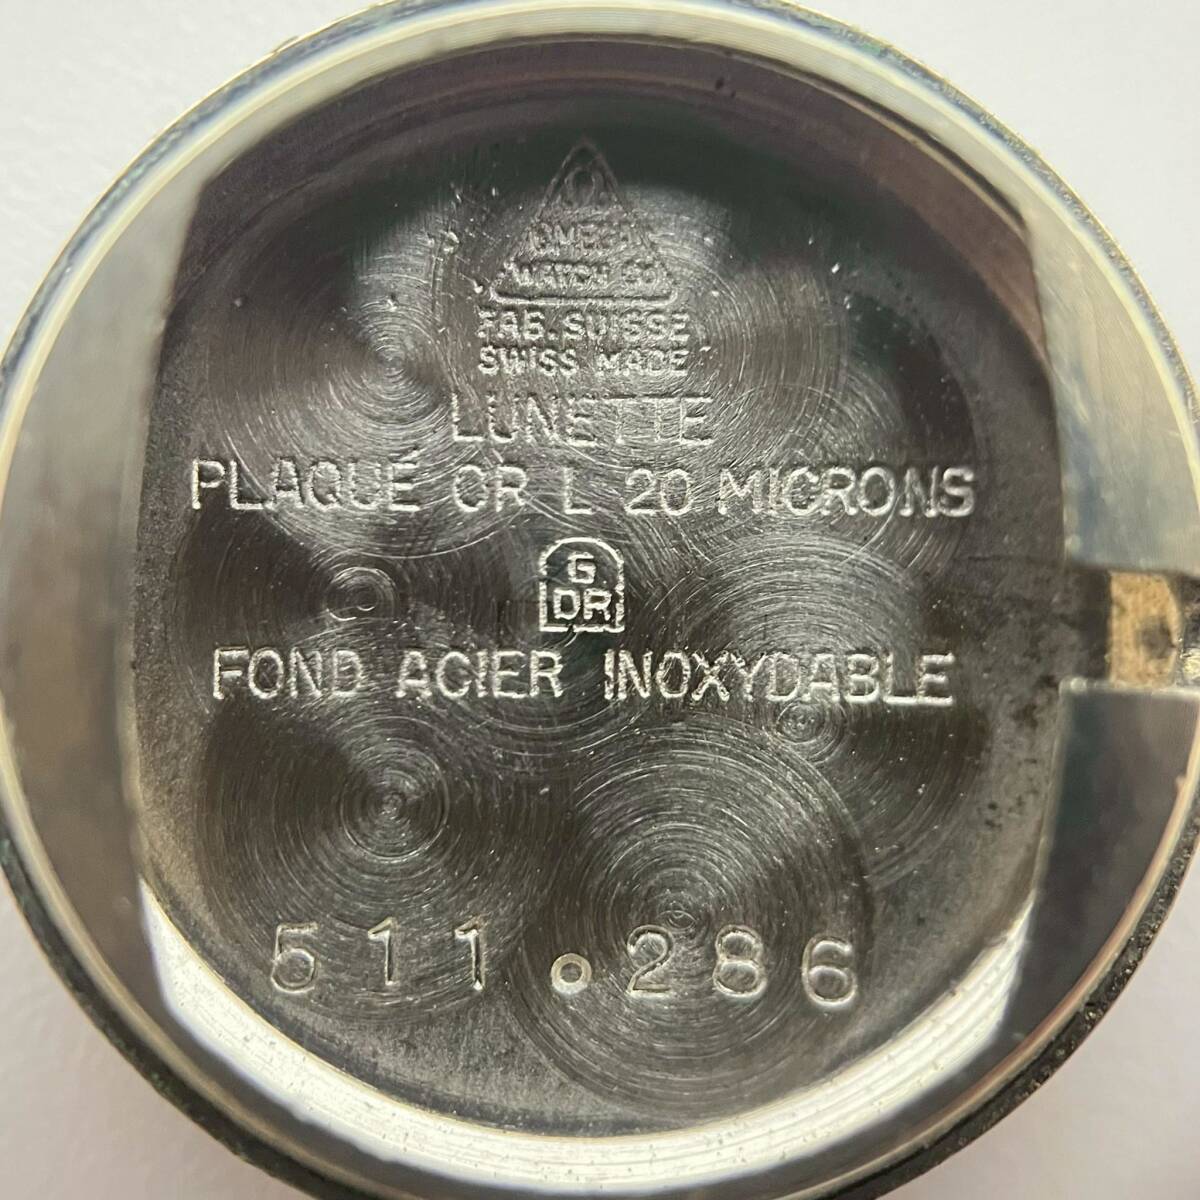 Ω
OMEGA
WATCH Co
FAB. SUISSE
SWISS MADE
LUNETTE
PLAQUÉ OR L 20 MICRONS
G.
DR
FOND ACIER INOXYDABLE
511.286